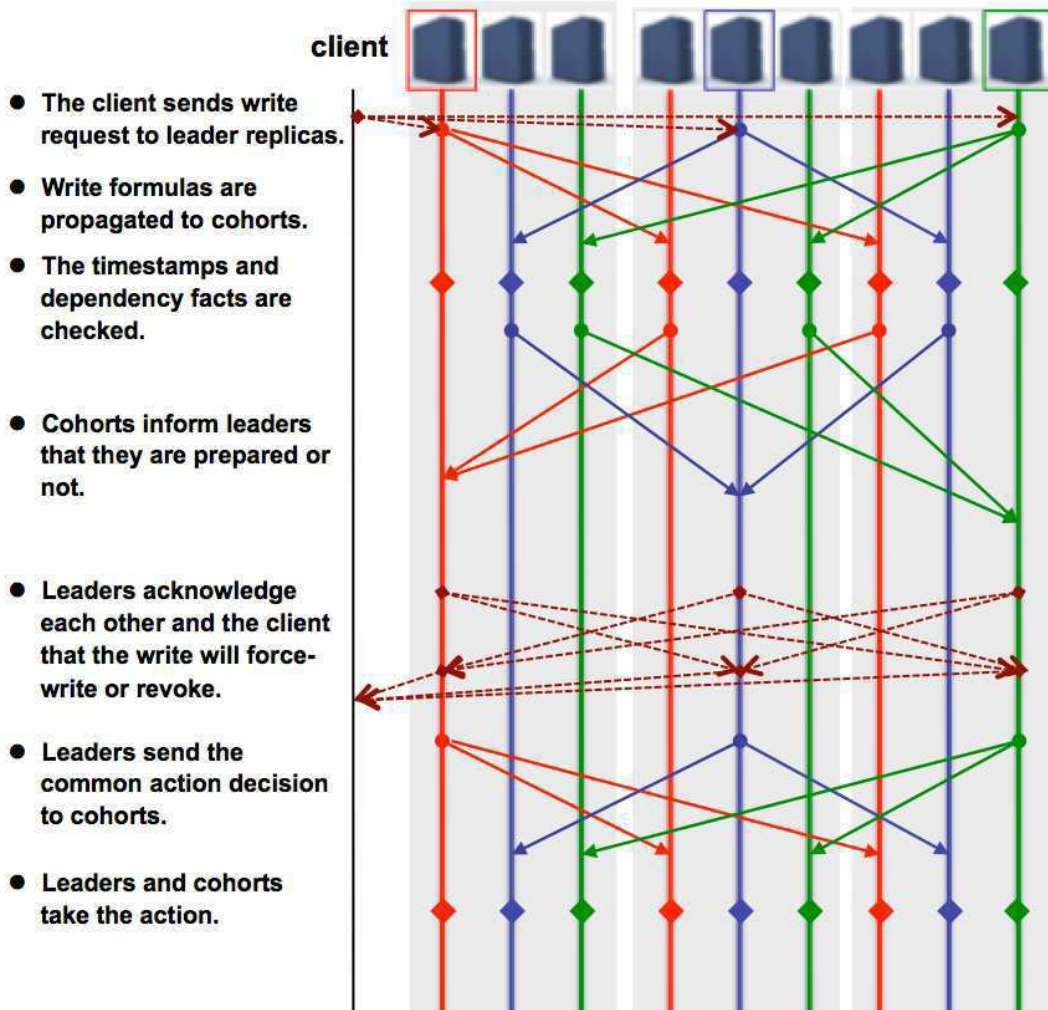 client
● The client sends write
request to leader replicas.
● Write formulas are
propagated to cohorts.
● The timestamps and
dependency facts are
checked.
● Cohorts inform leaders
that they are prepared or
not.
● Leaders acknowledge
each other and the client
that the write will force-
write or revoke.
● Leaders send the
common action decision
to cohorts.
● Leaders and cohorts
take the action.